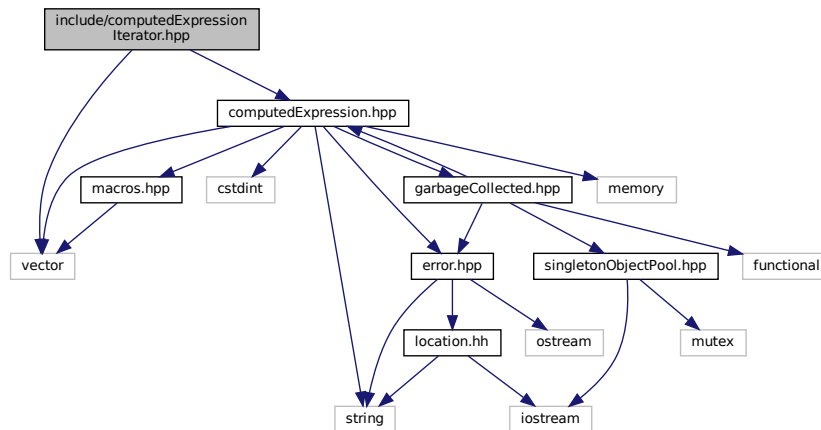 include/computedExpression
Iterator.hpp
computedExpression.hpp
macros.hpp
cstdint
garbageCollected.hpp
memory
vector
error.hpp
singletonObjectPool.hpp
functional
location.hh
ostream
mutex
string
iostream